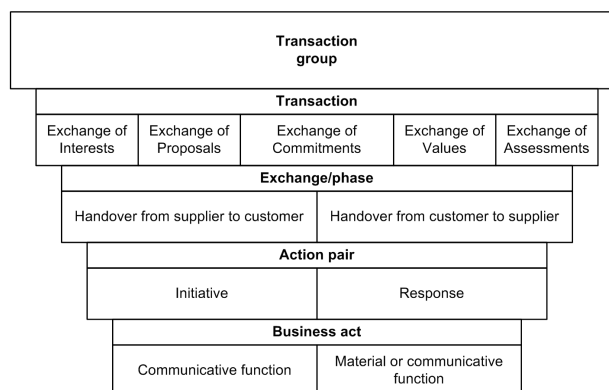 Transaction
group
Transaction
Exchange of
Interests
Exchange of
Proposals
Exchange of
Commitments
Exchange of
Values
Exchange of
Assessments
Exchange/phase
Handover from supplier to customer
Handover from customer to supplier
Action pair
Initiative
Response
Business act
Communicative function
Material or communicative
function